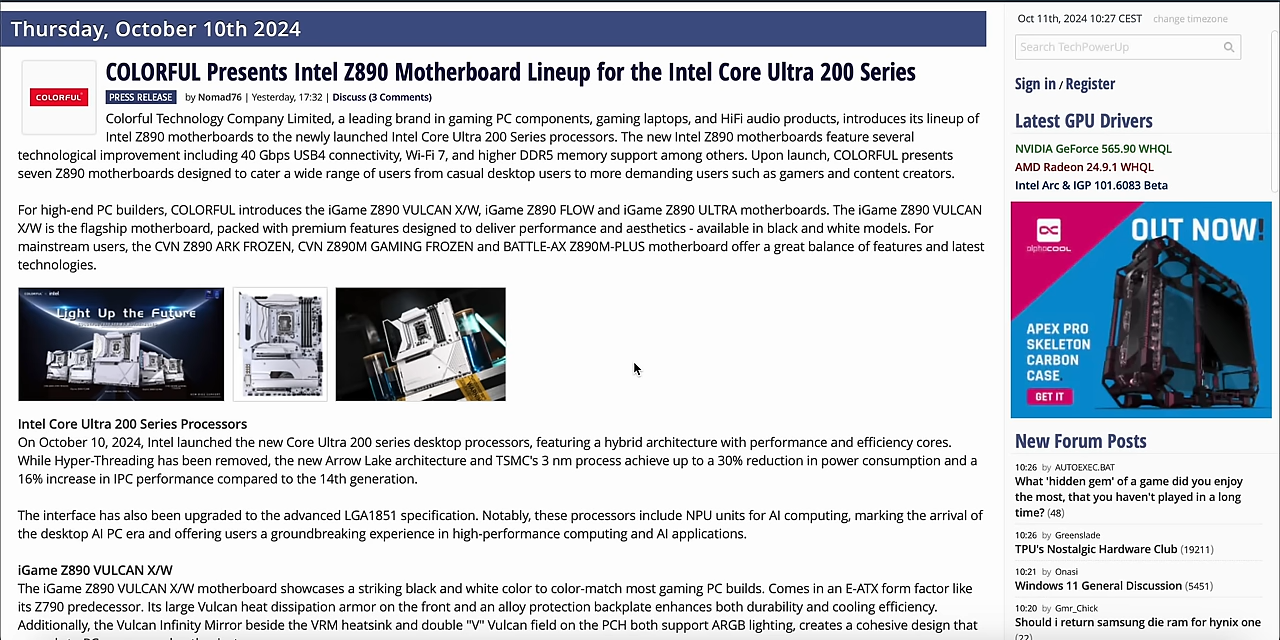 Thursday, October 10th 2024
COLORFUL
COLORFUL Presents Intel Z890 Motherboard Lineup for the Intel Core Ultra 200 Series
PRESS RELEASE by Nomad76 | Yesterday, 17:32 | Discuss (3 Comments)
Colorful Technology Company Limited, a leading brand in gaming PC components, gaming laptops, and HiFi audio products, introduces its lineup of
Intel Z890 motherboards to the newly launched Intel Core Ultra 200 Series processors. The new Intel Z890 motherboards feature several
technological improvement including 40 Gbps USB4 connectivity, Wi-Fi 7, and higher DDR5 memory support among others. Upon launch, COLORFUL presents
seven Z890 motherboards designed to cater a wide range of users from casual desktop users to more demanding users such as gamers and content creators.
For high-end PC builders, COLORFUL introduces the iGame Z890 VULCAN X/W, iGame Z890 FLOW and iGame Z890 ULTRA motherboards. The iGame Z890 VULCAN
X/W is the flagship motherboard, packed with premium features designed to deliver performance and aesthetics - available in black and white models. For
mainstream users, the CVN Z890 ARK FROZEN, CVN Z890M GAMING FROZEN and BATTLE-AX Z890M-PLUS motherboard offer a great balance of features and latest
technologies.
Light Up the Future
Intel Core Ultra 200 Series Processors
On October 10, 2024, Intel launched the new Core Ultra 200 series desktop processors, featuring a hybrid architecture with performance and efficiency cores.
While Hyper-Threading has been removed, the new Arrow Lake architecture and TSMC's 3 nm process achieve up to a 30% reduction in power consumption and a
16% increase in IPC performance compared to the 14th generation.
The interface has also been upgraded to the advanced LGA1851 specification. Notably, these processors include NPU units for AI computing, marking the arrival of
the desktop AI PC era and offering users a groundbreaking experience in high-performance computing and AI applications.
iGame Z890 VULCAN X/W
The iGame Z890 VULCAN X/W motherboard showcases a striking black and white color to color-match most gaming PC builds. Comes in an E-ATX form factor like
its Z790 predecessor. Its large Vulcan heat dissipation armor on the front and an alloy protection backplate enhances both durability and cooling efficiency.
Additionally, the Vulcan Infinity Mirror beside the VRM heatsink and double "V" Vulcan field on the PCH both support ARGB lighting, creates a cohesive design that
Oct 11th, 2024 10:27 CEST change timezone
Search TechPowerUp
Sign in / Register
Latest GPU Drivers
NVIDIA GeForce 565.90 WHQL
AMD Radeon 24.9.1 WHQL
Intel Arc & IGP 101.6083 Beta
alphacool
OUT NOW!
APEX PRO
SKELETON
CARBON
CASE
GET IT
New Forum Posts
10:26 by AUTOEXEC.BAT
What 'hidden gem' of a game did you enjoy
the most, that you haven't played in a long
time? (48)
10:26 by Greenslade
TPU's Nostalgic Hardware Club (19211)
10:21 by Onasi
Windows 11 General Discussion (5451)
10:20 by Gmr_Chick
Should i return samsung die ram for hynix one
(22)